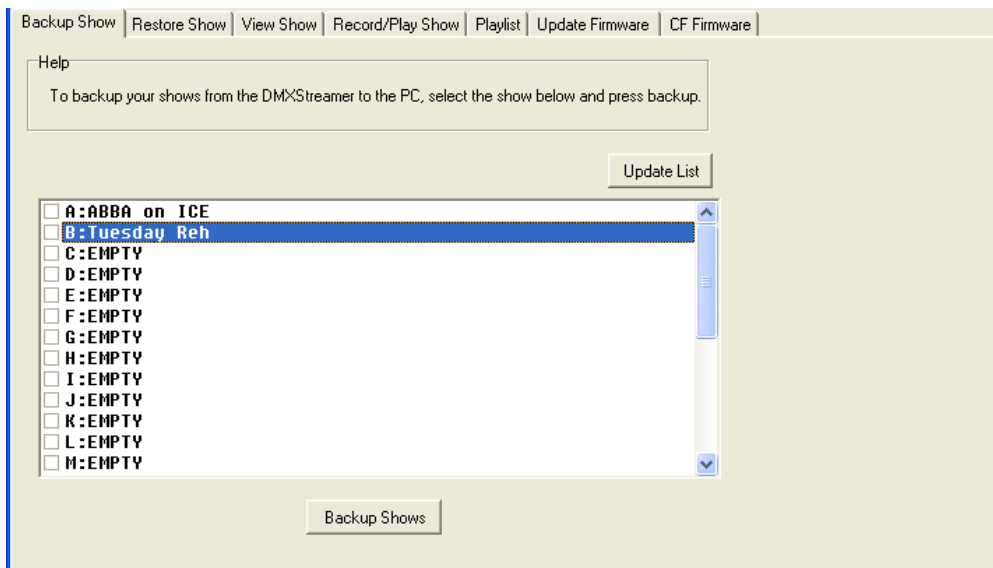 Backup Show Restore Show View Show Record/Play Show Playlist Update Firmware CF Firmware
Help
To backup your shows from the DMXStreamer to the PC, select the show below and press backup.
Update List
A:ABBA on ICE
B:Tuesday Reh
C:EMPTY
D:EMPTY
E:EMPTY
F:EMPTY
G:EMPTY
H:EMPTY
I:EMPTY
J:EMPTY
K:EMPTY
L:EMPTY
M:EMPTY
Backup Shows